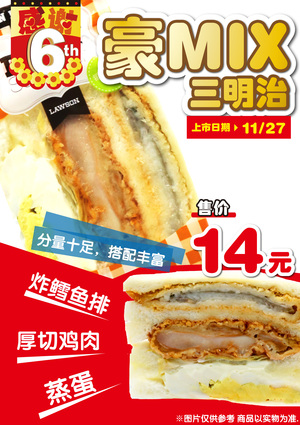 感谢
6th
豪MIX
三明治
上市日期 11/27
LAWSON
售价
14元
分量十足，搭配丰富
炸鳕鱼排
厚切鸡肉
蒸蛋
※图片仅供参考 商品以实物为准.